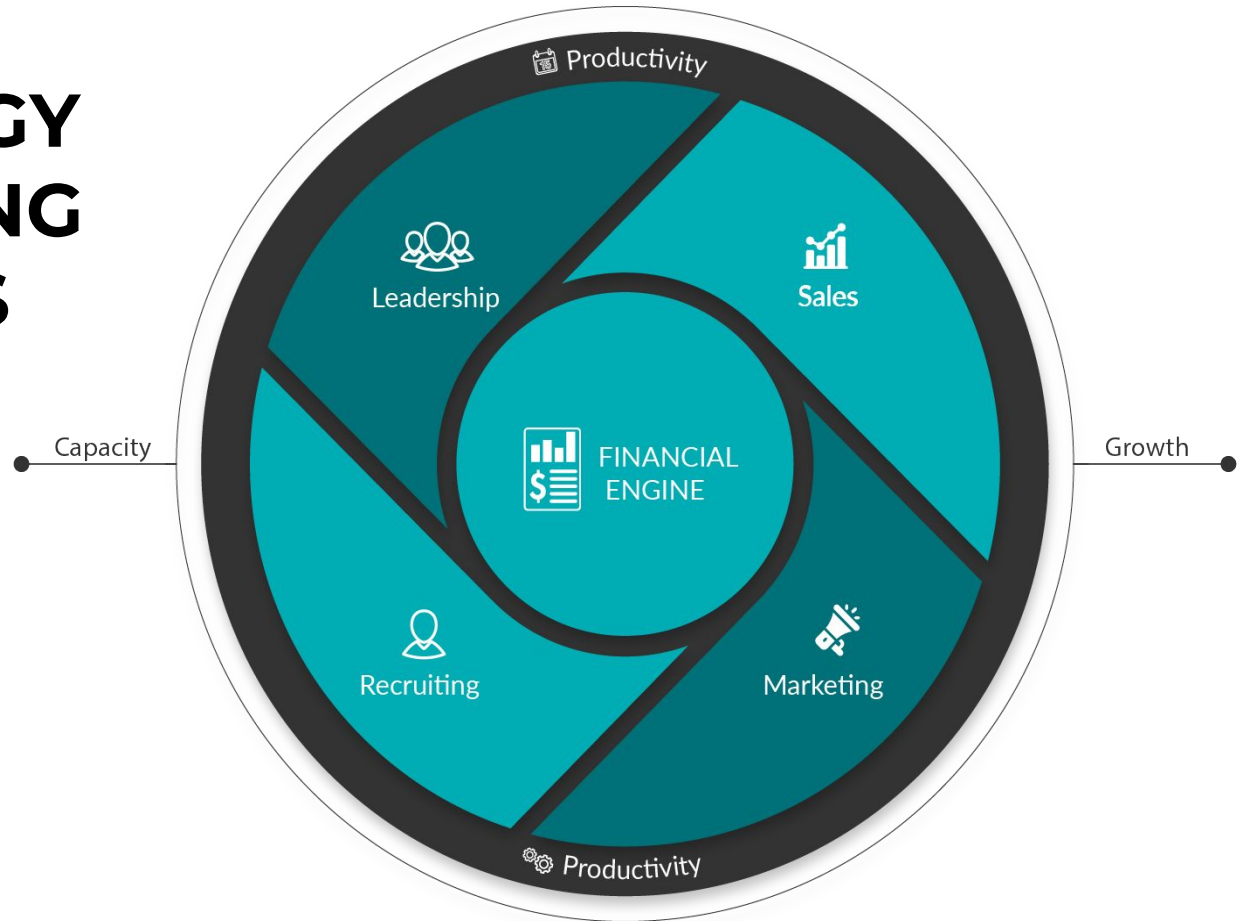 GY
NG
S
Productivity
Leadership
Sales
Capacity
Growth
$
FINANCIAL
ENGINE
Recruiting
Marketing
Productivity